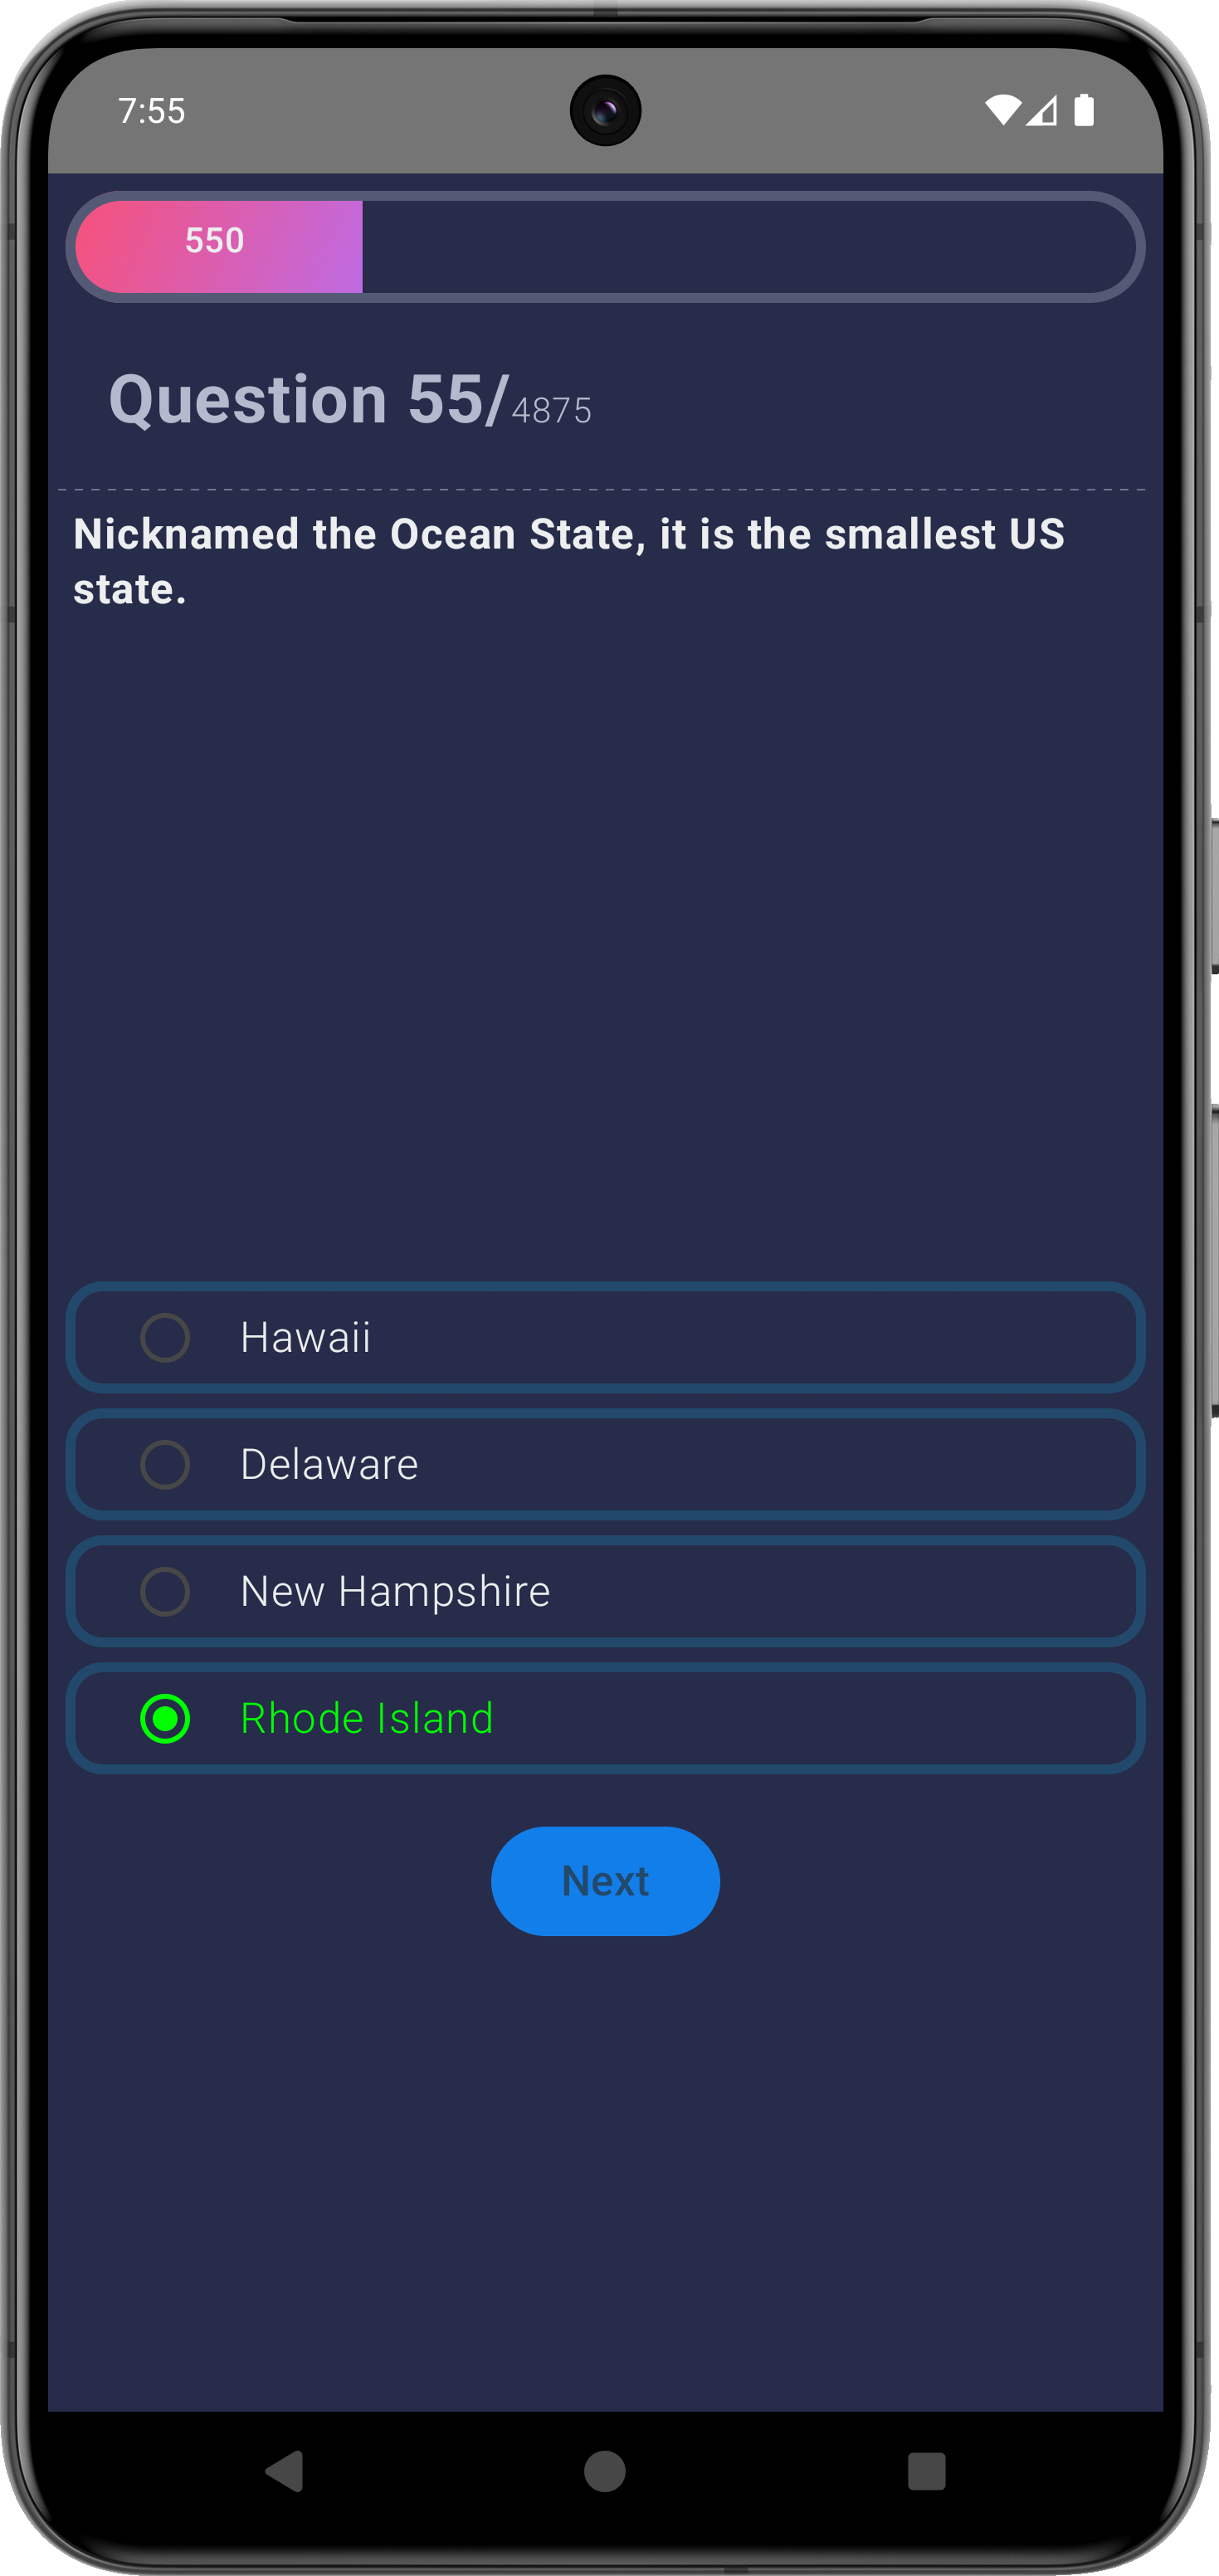 7:55
550
Question 55/4875
Nicknamed the Ocean State, it is the smallest US
state.
Hawaii
Delaware
New Hampshire
Rhode Island
Next